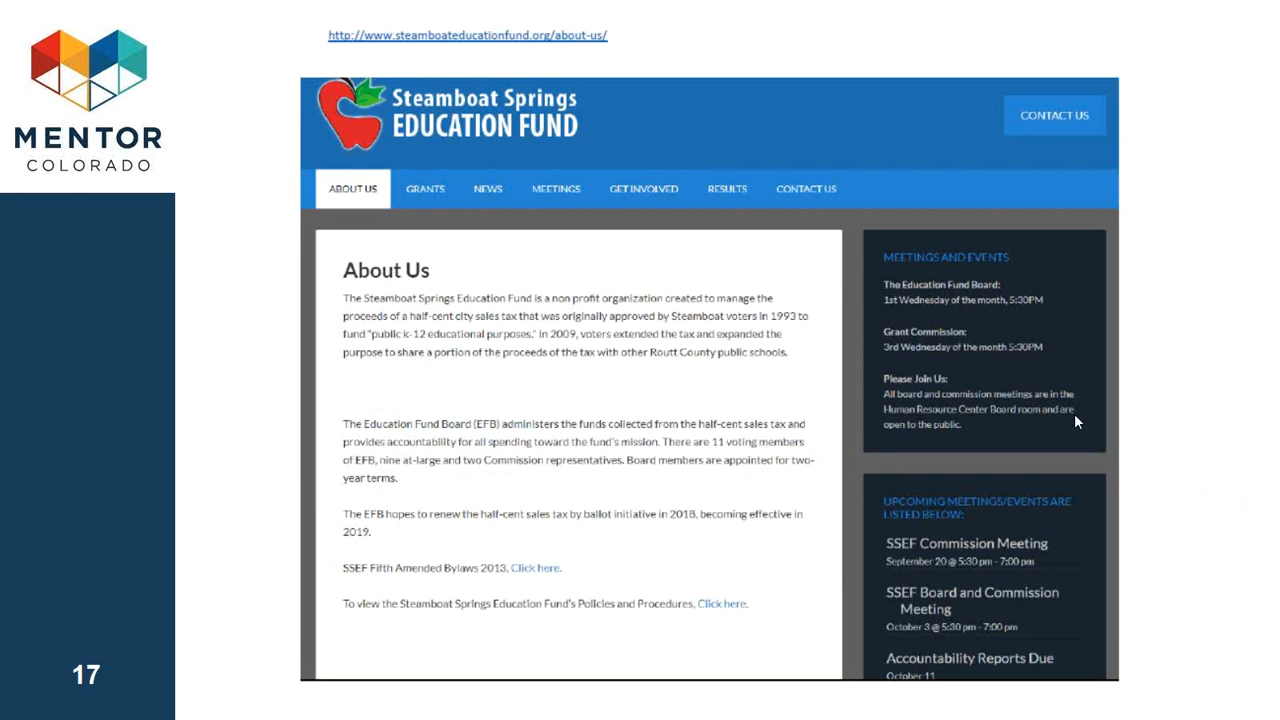 http://www.steamboateducationfund.org/about-us/
MENTOR
COLORADO
Steamboat Springs
EDUCATION FUND
CONTACT US
ABOUT US
GRANTS
NEWS
MEETINGS
GET INVOLVED
RESULTS
CONTACT US
About Us
The Steamboat Springs Education Fund is a non profit organization created to manage the
proceeds of a half-cent city sales tax that was originally approved by Steamboat voters in 1993 to
fund "public k-12 educational purposes." in 2009, voters extended the tax and expanded the
purpose to share a portion of the proceeds of the tax with other Routt County public schools.
The Education Fund Board (EFB) administers the funds collected from the half-cent sales tax and
provides accountability for all spending toward the fund's mission. There are 11 voting members
of EFB, nine at-large and two Commission representatives. Board members are appointed for two-
year terms.
The EFB hopes to renew the half-cent sales tax by ballot initiative in 2018, becoming effective in
2019.
SSEF Fifth Amended Bylaws 2013, Click here.
To view the Steamboat Springs Education Fund's Policies and Procedures, Click here.
MEETINGS AND EVENTS
The Education Fund Board:
1st Wednesday of the month, 5:30PM
Grant Commission:
3rd Wednesday of the month 5:30PM
Please Join Us:
All board and commission meetings are in the
Human Resource Center Board room and are
open to the public.
UPCOMING MEETINGS/EVENTS ARE
LISTED BELOW:
SSEF Commission Meeting
September 20 @ 5:30 pm - 7:00 pm
SSEF Board and Commission
Meeting
October 3 @ 5:30 pm - 7:00 pm
Accountability Reports Due
October 11
17